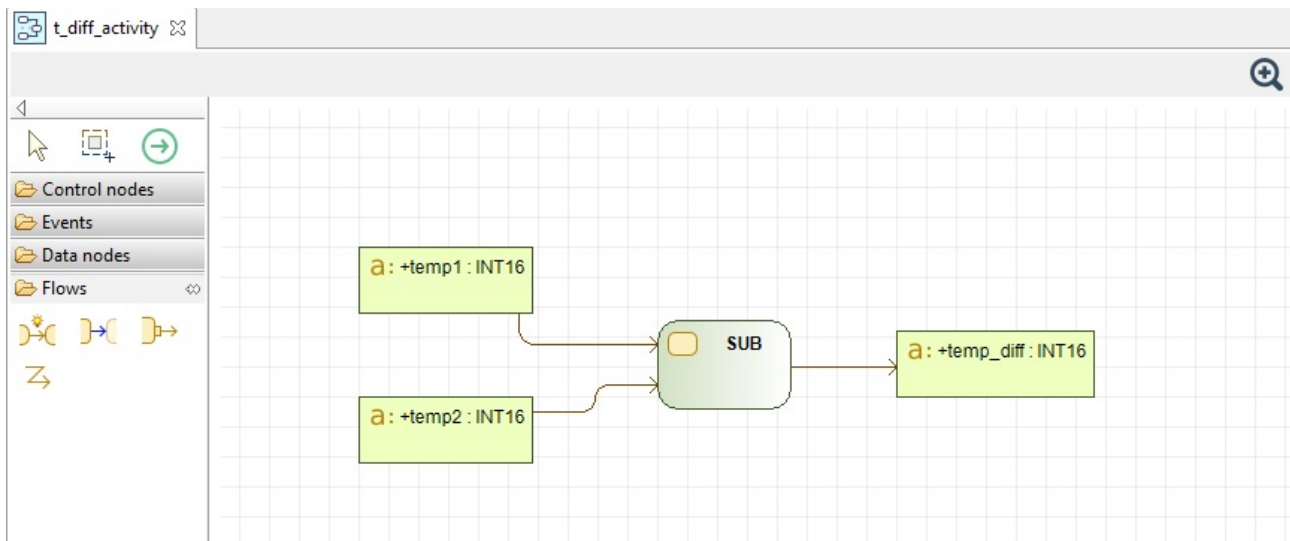 t_diff_activity
Control nodes
Events
Data nodes
Flows
a: +temp1 : INT16
SUB
a: +temp_diff : INT16
a: +temp2 : INT16